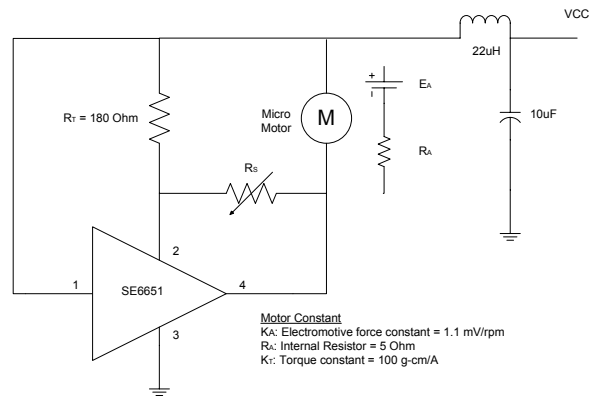 VCC
22uH
EA
RT = 180 Ohm
Micro
Motor
M
10uF
RA
RS
2
1
SE6651
4
3
Motor Constant
KA: Electromotive force constant = 1.1 mV/rpm
RA: Internal Resistor = 5 Ohm
KT: Torque constant = 100 g-cm/A